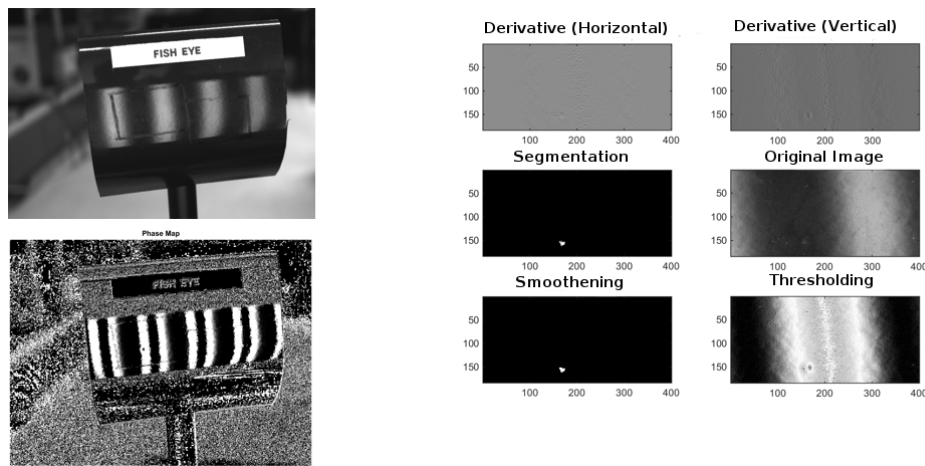 FISH EYE
Phase Map
FISH EYE
Derivative (Horizontal)
50
100
150
100 200 300 400
Derivative (Vertical)
50
100
150
100 200 300 400
Segmentation
50
100
150
100 200 300 400
Original Image
50
100
150
100 200 300 400
Smoothening
50
100
150
100 200 300 400
Thresholding
50
100
150
100 200 300 400